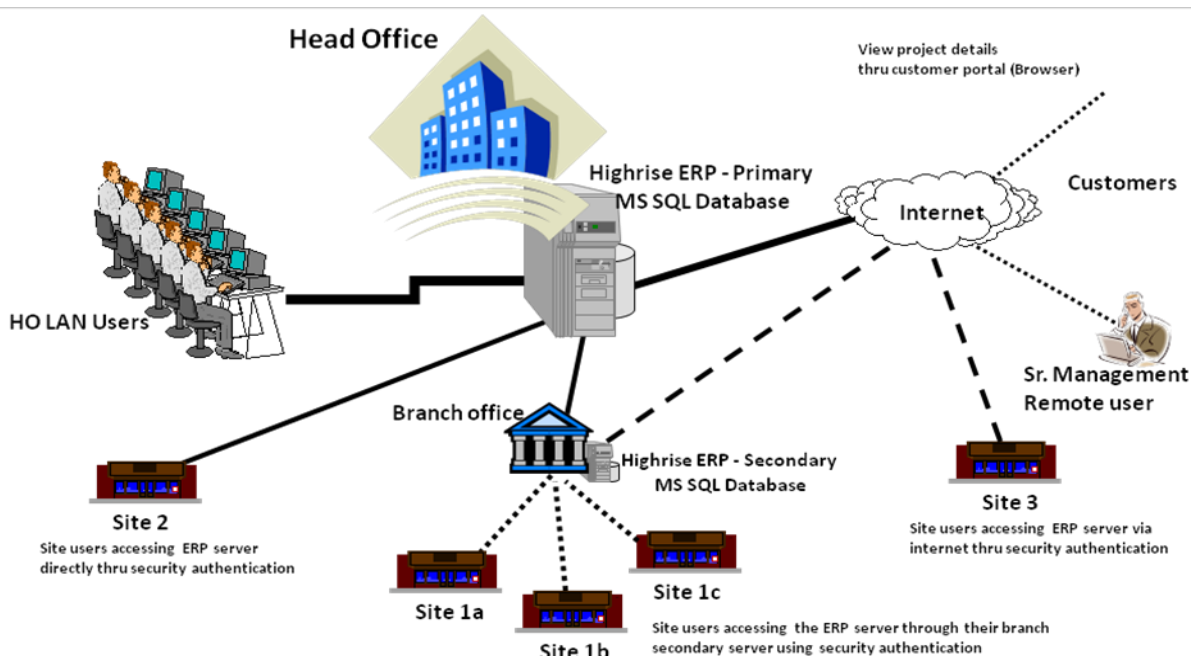 Head Office
View project details
thru customer portal (Browser)
Highrise ERP - Primary
MS SQL Database
Customers
Internet
HO LAN Users
Sr. Management
Remote user
Branch office
Highrise ERP - Secondary
MS SQL Database
Site 2
Site users accessing ERP server
directly thru security authentication
Site 3
Site users accessing ERP server via
internet thru security authentication
Site 1a
Site 1c
Site 1b
Site users accessing the ERP server through their branch
secondary server using security authentication